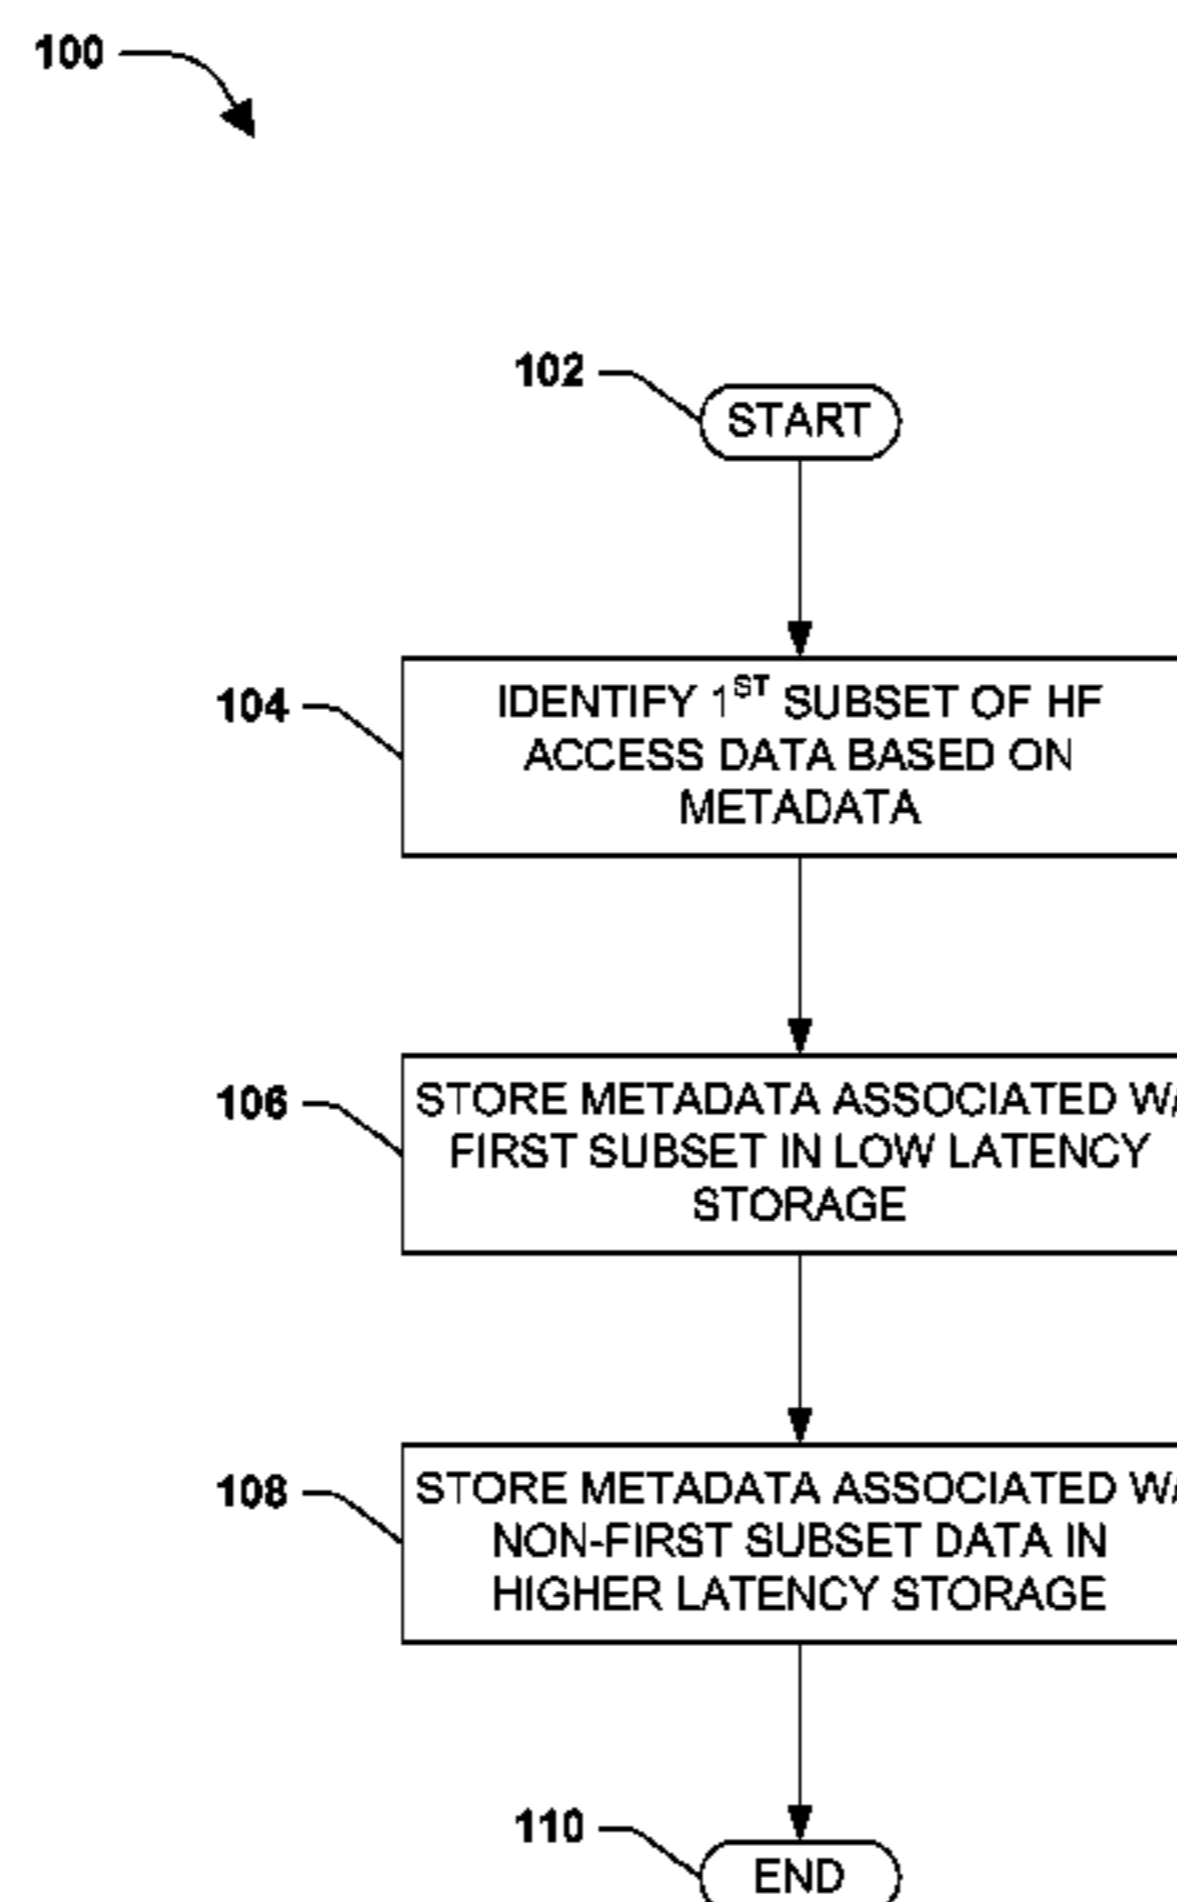 100
102
START
104
IDENTIFY 1ST SUBSET OF HF
ACCESS DATA BASED ON
METADATA
106
STORE METADATA ASSOCIATED W/
FIRST SUBSET IN LOW LATENCY
STORAGE
108
STORE METADATA ASSOCIATED W/
NON-FIRST SUBSET DATA IN
HIGHER LATENCY STORAGE
110
END